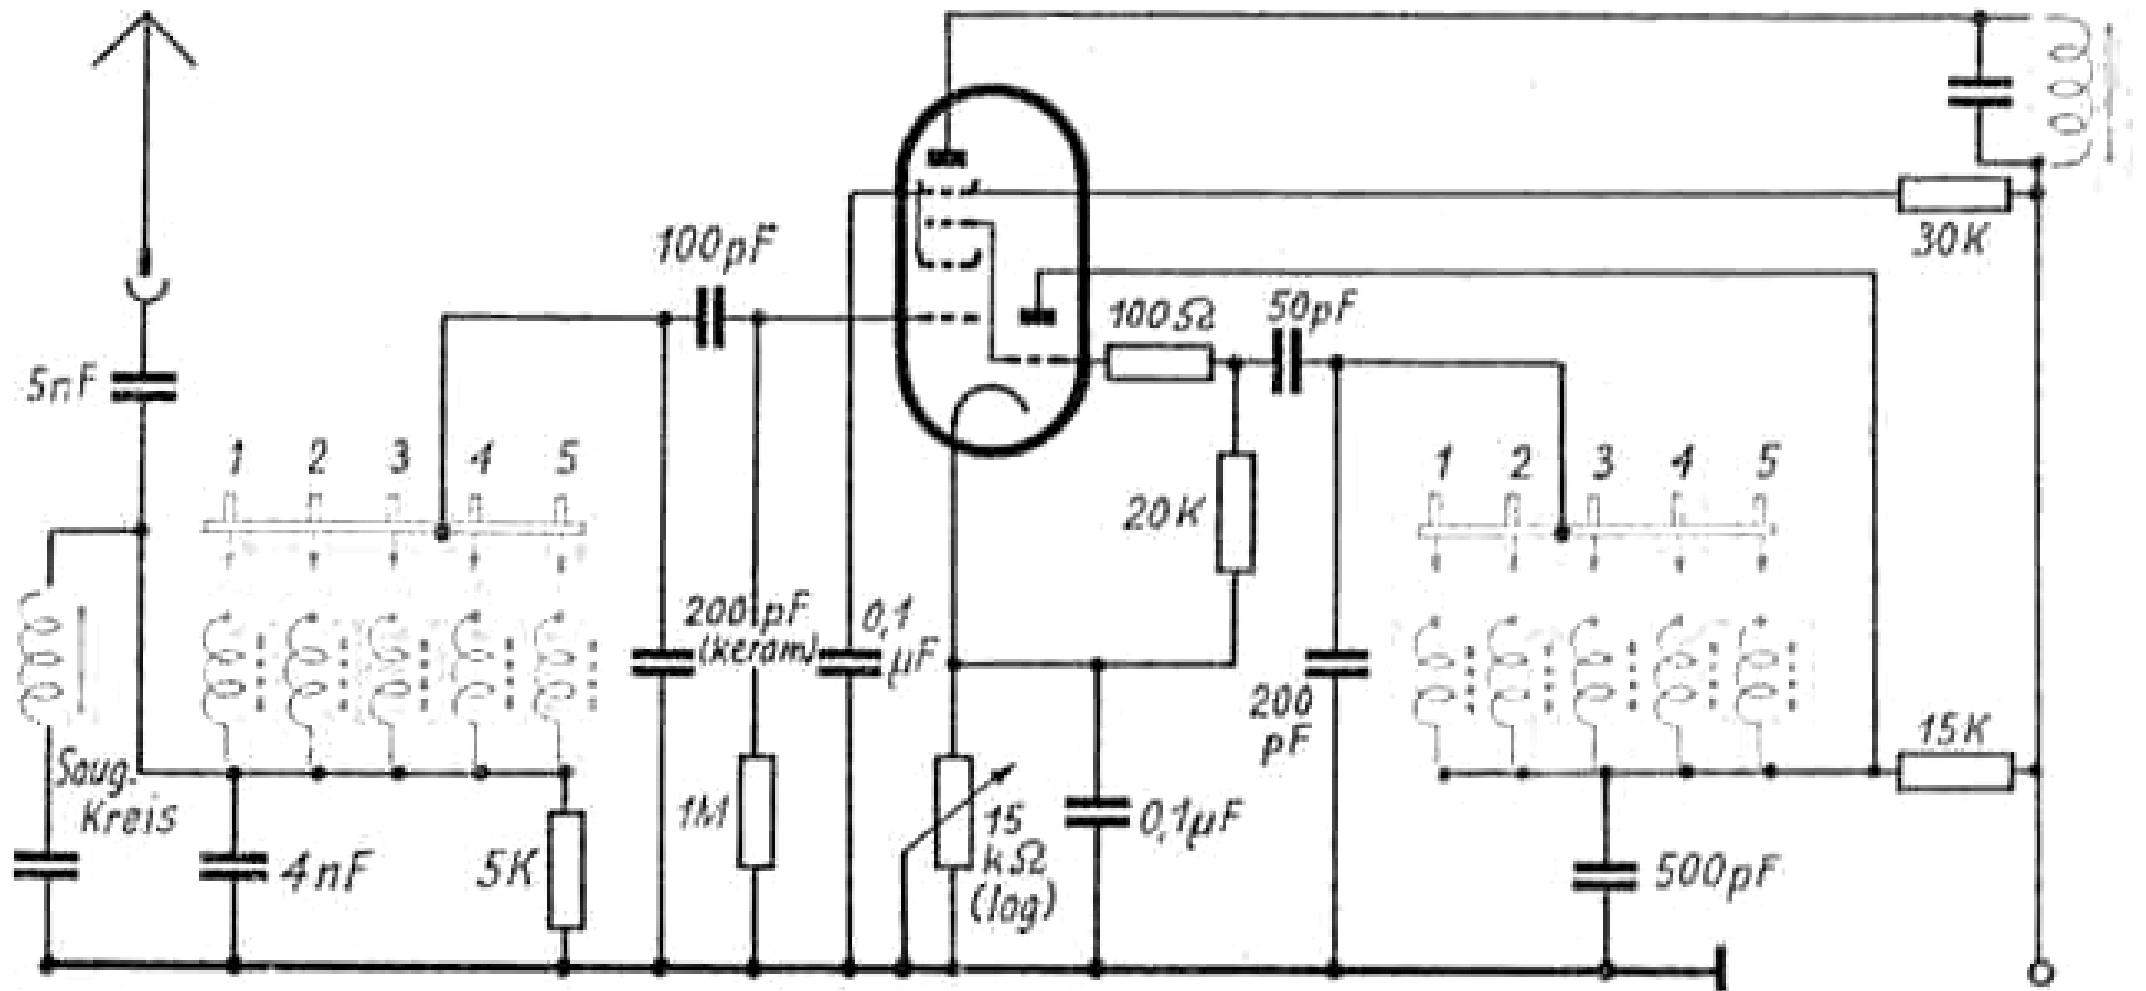 100pF
30K
100Ω
50pF
5nF
1 2 3 4 5
1 2 3 4 5
20K
200pF
(keram)
0,1
µF
200
pF
15K
Saug.
Kreis
1M
15
kΩ
(log)
0,1µF
4nF
5K
500pF